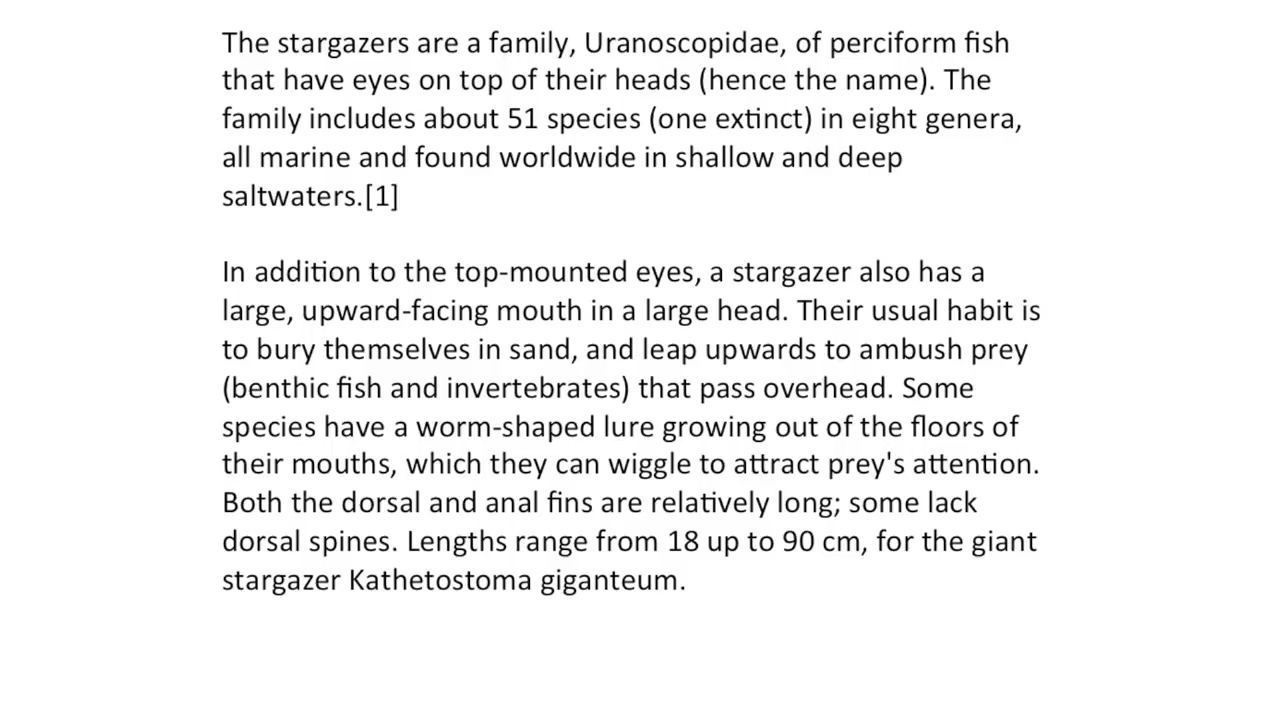 The stargazers are a family, Uranoscopidae, of perciform fish
that have eyes on top of their heads (hence the name). The
family includes about 51 species (one extinct) in eight genera,
all marine and found worldwide in shallow and deep
saltwaters.[1]
In addition to the top-mounted eyes, a stargazer also has a
large, upward-facing mouth in a large head. Their usual habit is
to bury themselves in sand, and leap upwards to ambush prey
(benthic fish and invertebrates) that pass overhead. Some
species have a worm-shaped lure growing out of the floors of
their mouths, which they can wiggle to attract prey's attention.
Both the dorsal and anal fins are relatively long; some lack
dorsal spines. Lengths range from 18 up to 90 cm, for the giant
stargazer Kathetostoma giganteum.